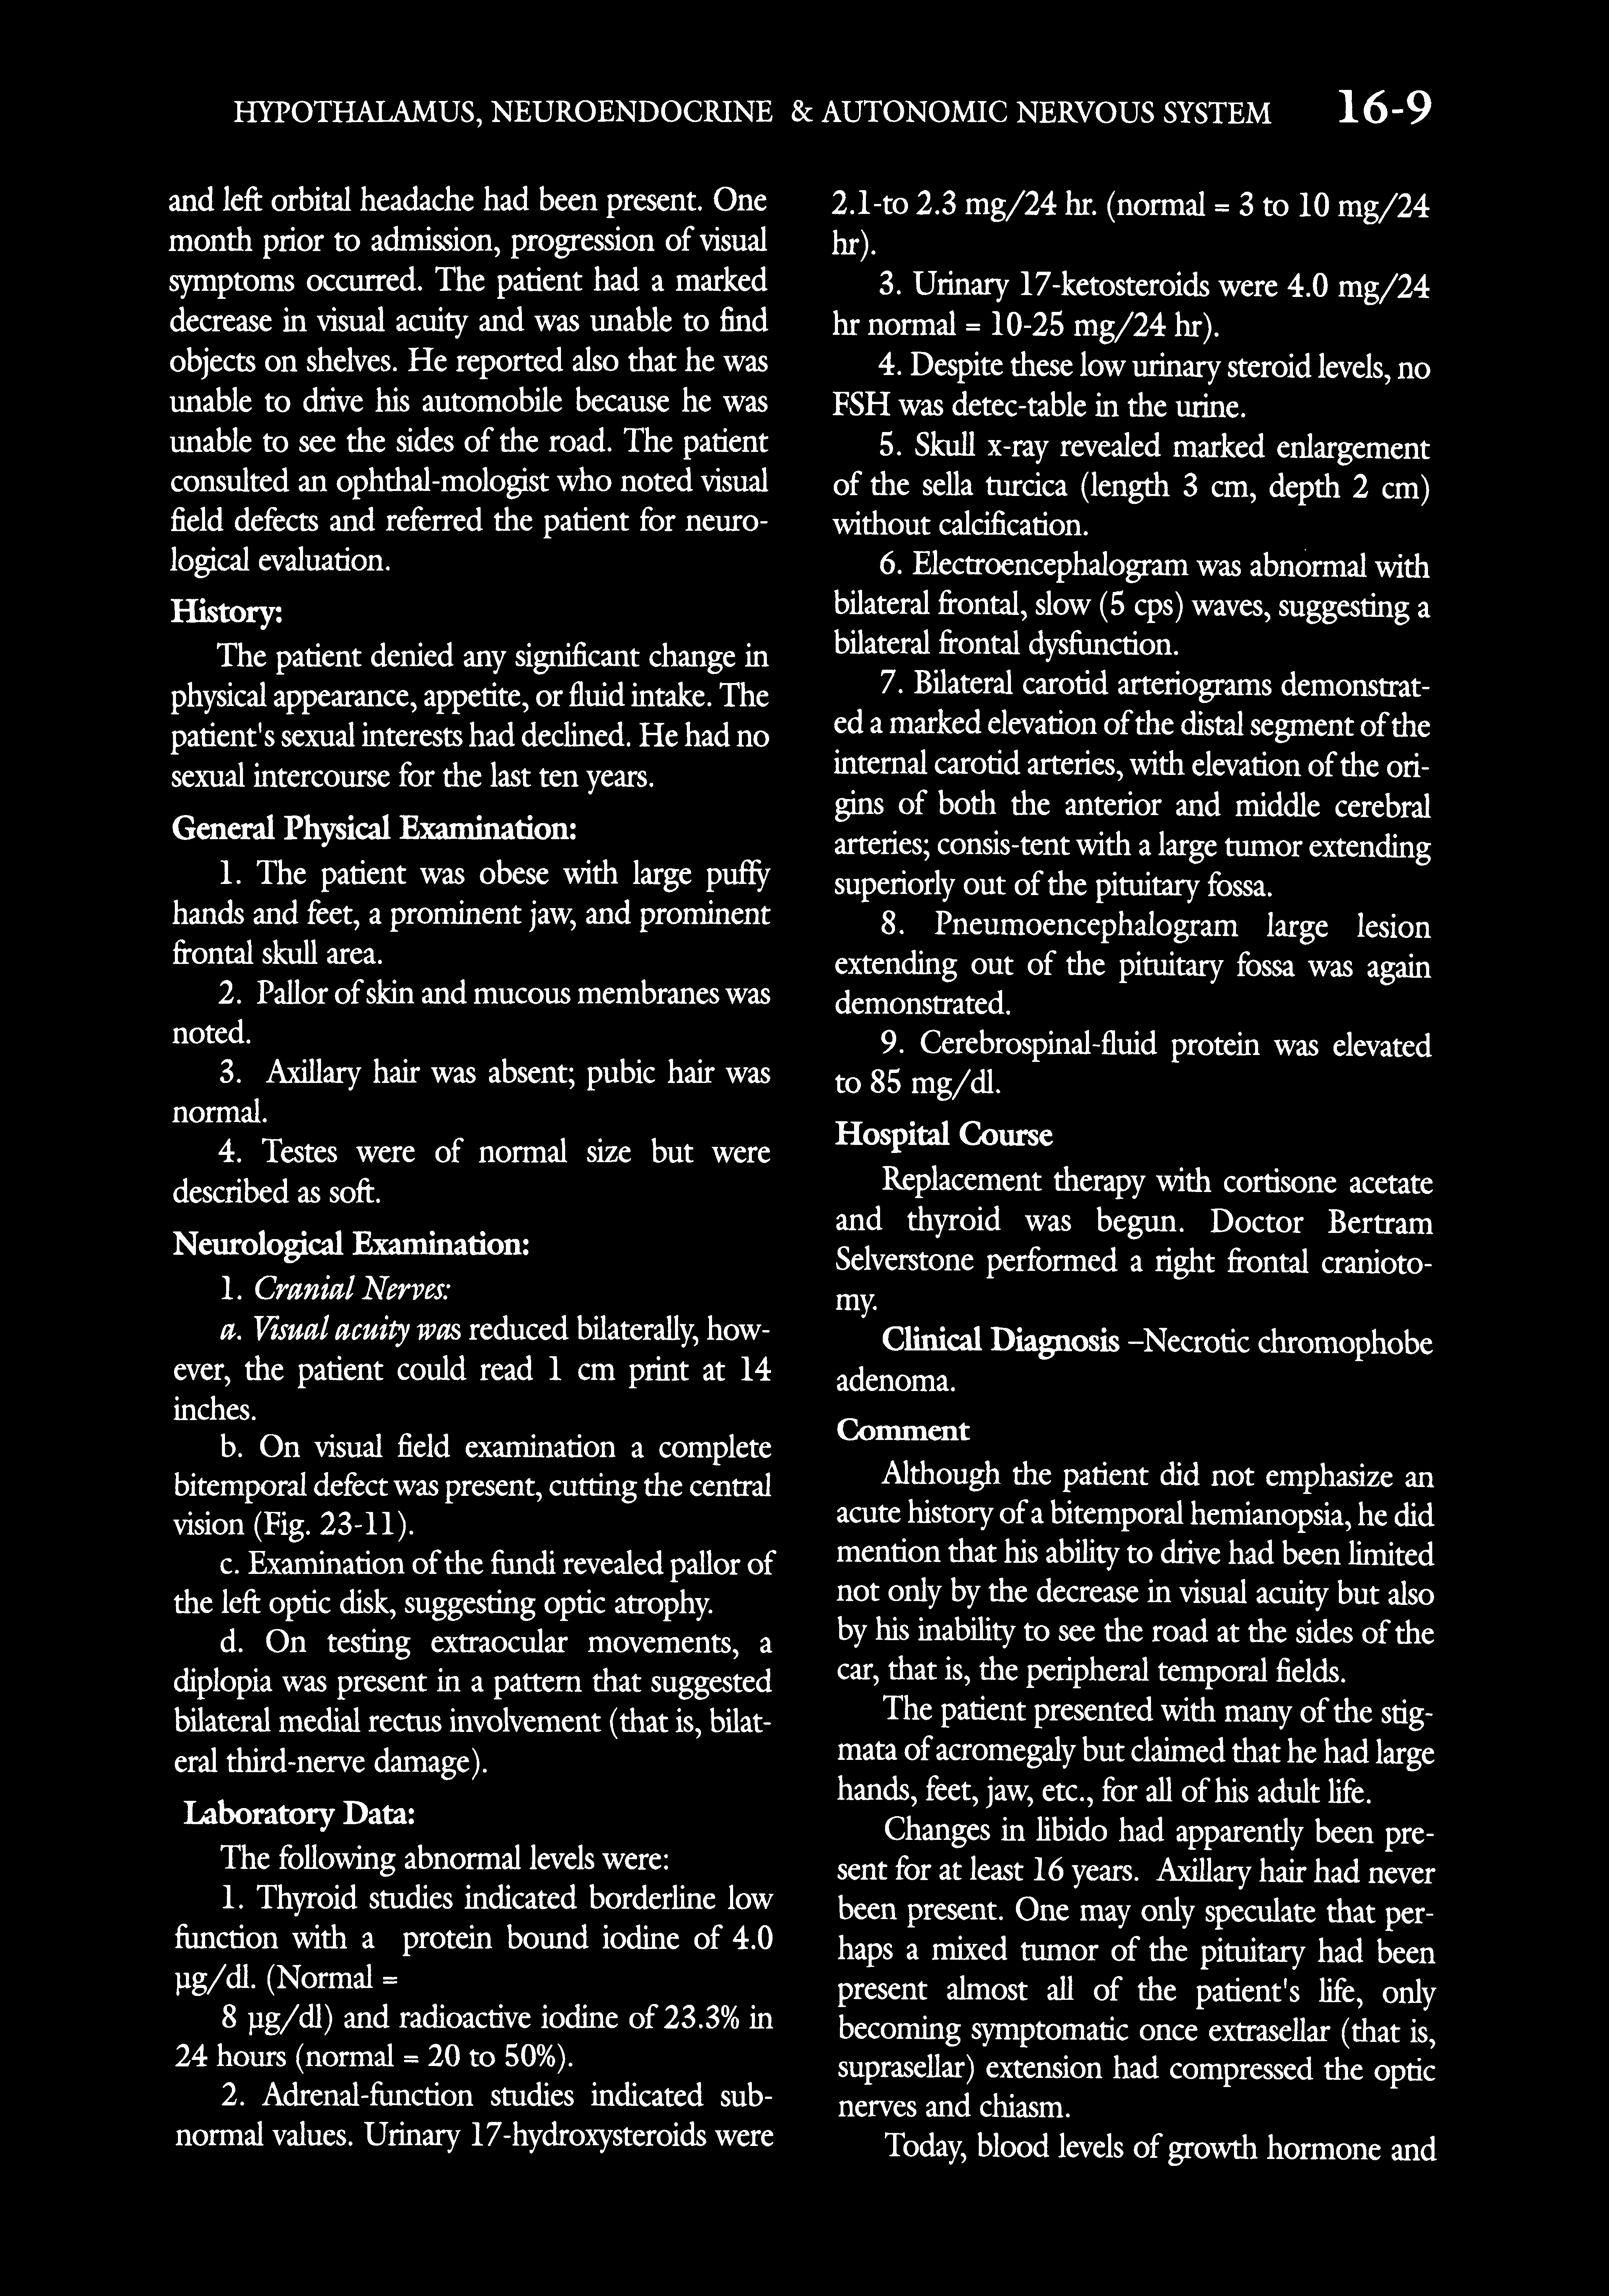 HYPOTHALAMUS, NEUROENDOCRINE & AUTONOMIC NERVOUS SYSTEM 16-9
and left orbital headache had been present. One
month prior to admission, progression of visual
symptoms occurred. The patient had a marked
decrease in visual acuity and was unable to find
objects on shelves. He reported also that he was
unable to drive his automobile because he was
unable to see the sides of the road. The patient
consulted an ophthal-mologist who noted visual
field defects and referred the patient for neuro-
logical evaluation.
History:
The patient denied any significant change in
physical appearance, appetite, or fluid intake. The
patient's sexual interests had declined. He had no
sexual intercourse for the last ten years.
General Physical Examination:
1. The patient was obese with large puffy
hands and feet, a prominent jaw, and prominent
frontal skull area.
2. Pallor of skin and mucous membranes was
noted.
3. Axillary hair was absent; pubic hair was
normal.
4. Testes were of normal size but were
described as soft.
Neurological Examination:
1. Cranial Nerves:
a. Visual acuity was reduced bilaterally, how-
ever, the patient could read 1 cm print at 14
inches.
b. On visual field examination a complete
bitemporal defect was present, cutting the central
vision (Fig. 23-11).
c. Examination of the fundi revealed pallor of
the left optic disk, suggesting optic atrophy.
d. On testing extraocular movements, a
diplopia was present in a pattern that suggested
bilateral medial rectus involvement (that is, bilat-
eral third-nerve damage).
Laboratory Data:
The following abnormal levels were:
1. Thyroid studies indicated borderline low
function with a protein bound iodine of 4.0
µg/dl. (Normal =
8 µg/dl) and radioactive iodine of 23.3% in
24 hours (normal = 20 to 50%).
2. Adrenal-function studies indicated sub-
normal values. Urinary 17-hydroxysteroids were
2.1-to 2.3 mg/24 hr. (normal = 3 to 10 mg/24
hr).
3. Urinary 17-ketosteroids were 4.0 mg/24
hr normal = 10-25 mg/24 hr).
4. Despite these low urinary steroid levels, no
FSH was detec-table in the urine.
5. Skull x-ray revealed marked enlargement
of the sella turcica (length 3 cm, depth 2 cm)
without calcification.
6. Electroencephalogram was abnormal with
bilateral frontal, slow (5 cps) waves, suggesting a
bilateral frontal dysfunction.
7. Bilateral carotid arteriograms demonstrat-
ed a marked elevation of the distal segment of the
internal carotid arteries, with elevation of the ori-
gins of both the anterior and middle cerebral
arteries; consis-tent with a large tumor extending
superiorly out of the pituitary fossa.
8. Pneumoencephalogram large lesion
extending out of the pituitary fossa was again
demonstrated.
9. Cerebrospinal-fluid protein was elevated
to 85 mg/dl.
Hospital Course
Replacement therapy with cortisone acetate
and thyroid was begun. Doctor Bertram
Selverstone performed a right frontal cranioto-
my.
Clinical Diagnosis –Necrotic chromophobe
adenoma.
Comment
Although the patient did not emphasize an
acute history of a bitemporal hemianopsia, he did
mention that his ability to drive had been limited
not only by the decrease in visual acuity but also
by his inability to see the road at the sides of the
car, that is, the peripheral temporal fields.
The patient presented with many of the stig-
mata of acromegaly but claimed that he had large
hands, feet, jaw, etc., for all of his adult life.
Changes in libido had apparently been pre-
sent for at least 16 years. Axillary hair had never
been present. One may only speculate that per-
haps a mixed tumor of the pituitary had been
present almost all of the patient's life, only
becoming symptomatic once extrasellar (that is,
suprasellar) extension had compressed the optic
nerves and chiasm.
Today, blood levels of growth hormone and